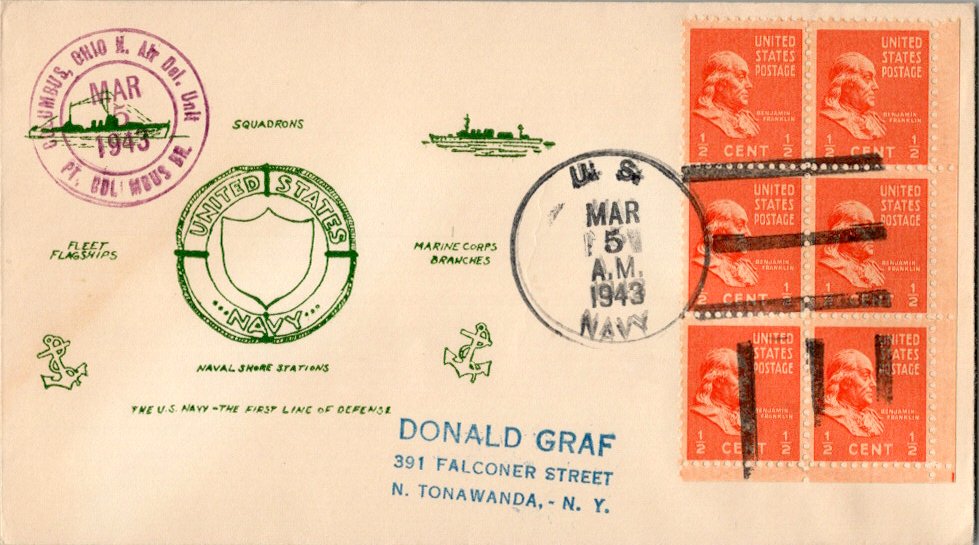 COLUMBUS, OHIO N. Air Det. Unit
MAR
5
1943
PT. COLUMBUS BR.
SQUADRONS
UNITED STATES
NAVY
FLEET
FLAGSHIPS
MARINE CORPS
BRANCHES
NAVAL SHORE STATIONS
THE U.S. NAVY - THE FIRST LINE OF DEFENSE
DONALD GRAF
391 FALCONER STREET
N. TONAWANDA, - N. Y.
U. S.
MAR
5
A.M.
1943
NAVY
UNITED
STATES
POSTAGE
BENJAMIN
FRANKLIN
1/2 CENT 1/2
UNITED
STATES
POSTAGE
BENJAMIN
FRANKLIN
1/2 CENT 1/2
UNITED
STATES
POSTAGE
BENJAMIN
FRANKLIN
1/2 CENT 1/2
UNITED
STATES
POSTAGE
BENJAMIN
FRANKLIN
1/2 CENT 1/2
UNITED
STATES
POSTAGE
BENJAMIN
FRANKLIN
1/2 CENT 1/2
UNITED
STATES
POSTAGE
BENJAMIN
FRANKLIN
1/2 CENT 1/2